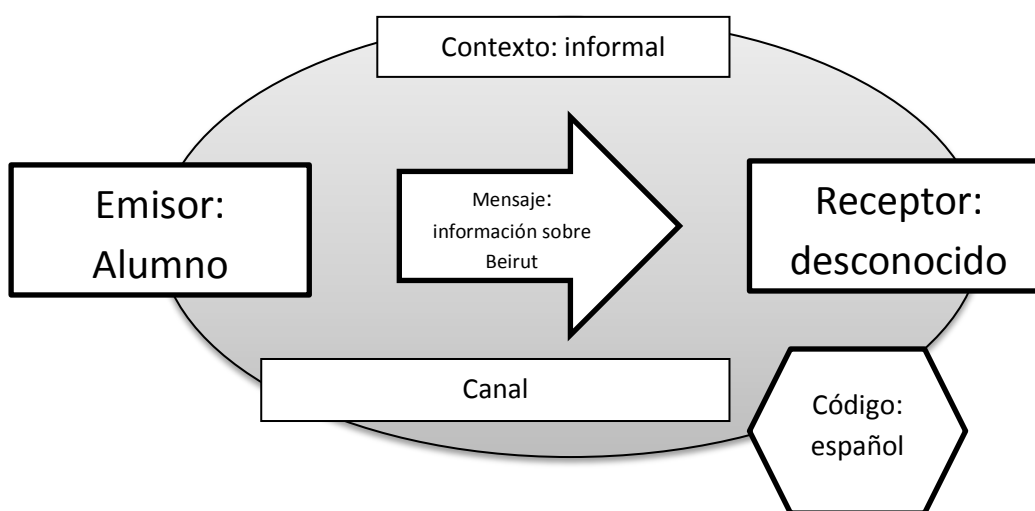 Contexto: informal
Emisor:
Alumno
Mensaje:
información sobre
Beirut
Receptor:
desconocido
Canal
Código:
español